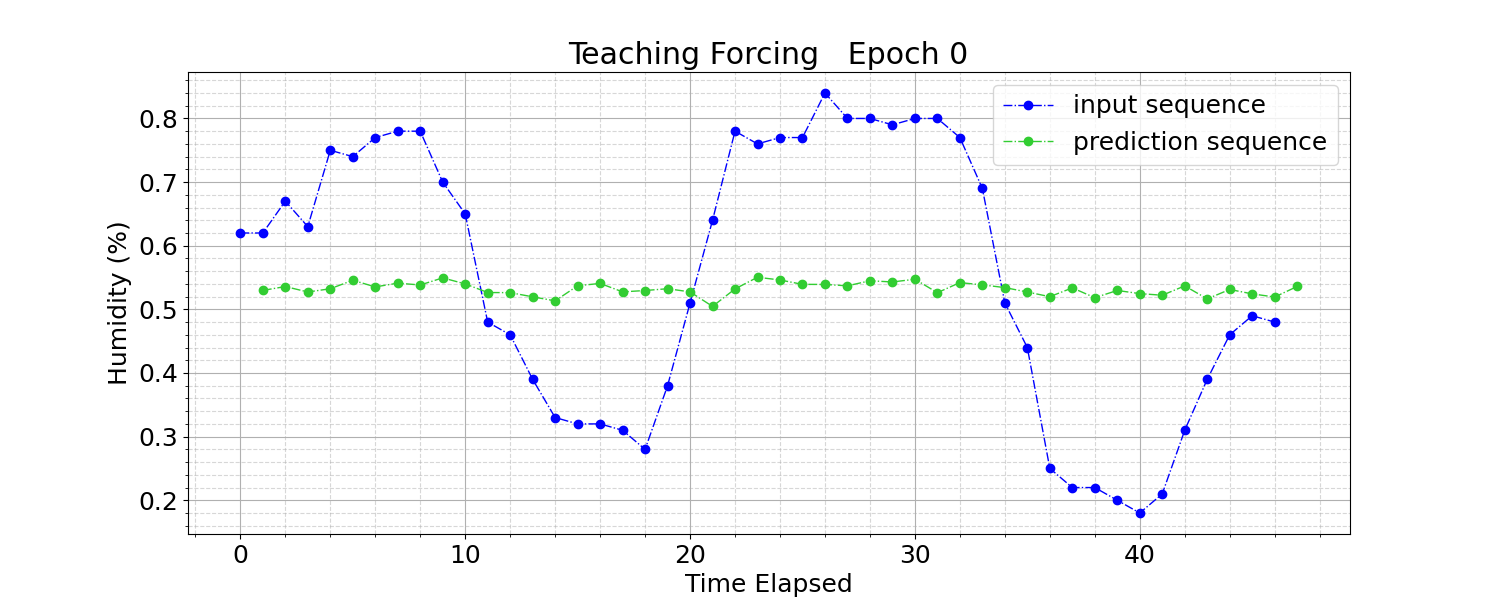 Teaching Forcing   Epoch 0
input sequence
prediction sequence
Humidity (%)
0.8
0.7
0.6
0.5
0.4
0.3
0.2
0 10 20 30 40
Time Elapsed